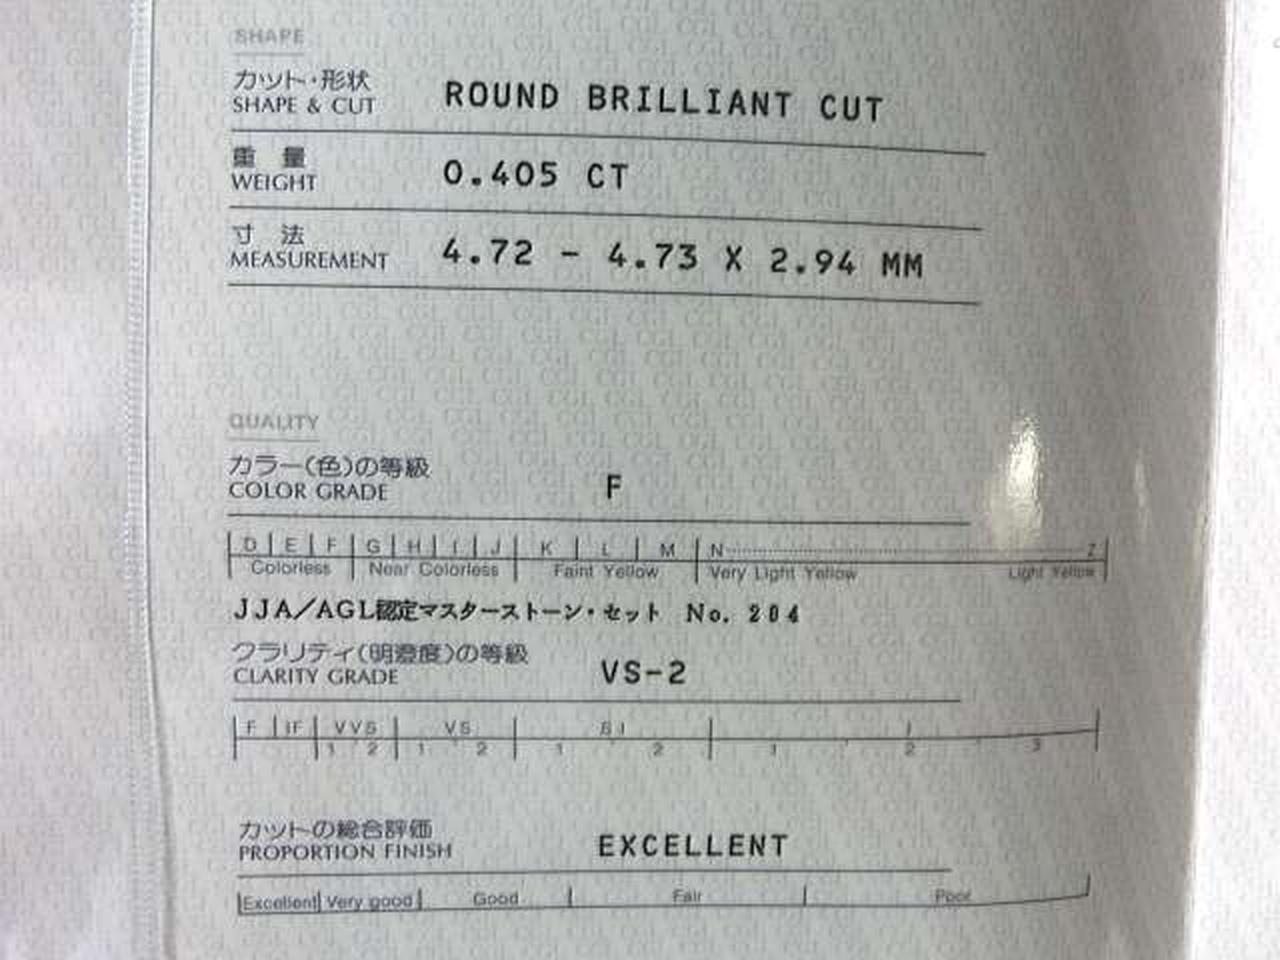 SHAPE
カット・形状
SHAPE & CUT ROUND BRILLIANT CUT
重 量
WEIGHT 0.405 CT
寸 法
MEASUREMENT 4.72 - 4.73 X 2.94 MM
QUALITY
カラー(色)の等級
COLOR GRADE F
D E F G H I J K L M N Z
Colorless Near Colorless Faint Yellow Very Light Yellow Light Yellow
JJA/AGL認定マスターストーン・セット No. 204
クラリティ(明澄度)の等級
CLARITY GRADE VS-2
F IF VVS VS SI I
1 2 1 2 1 2 1 2 3
カットの総合評価
PROPORTION FINISH EXCELLENT
Excellent Very good Good Fair Poor